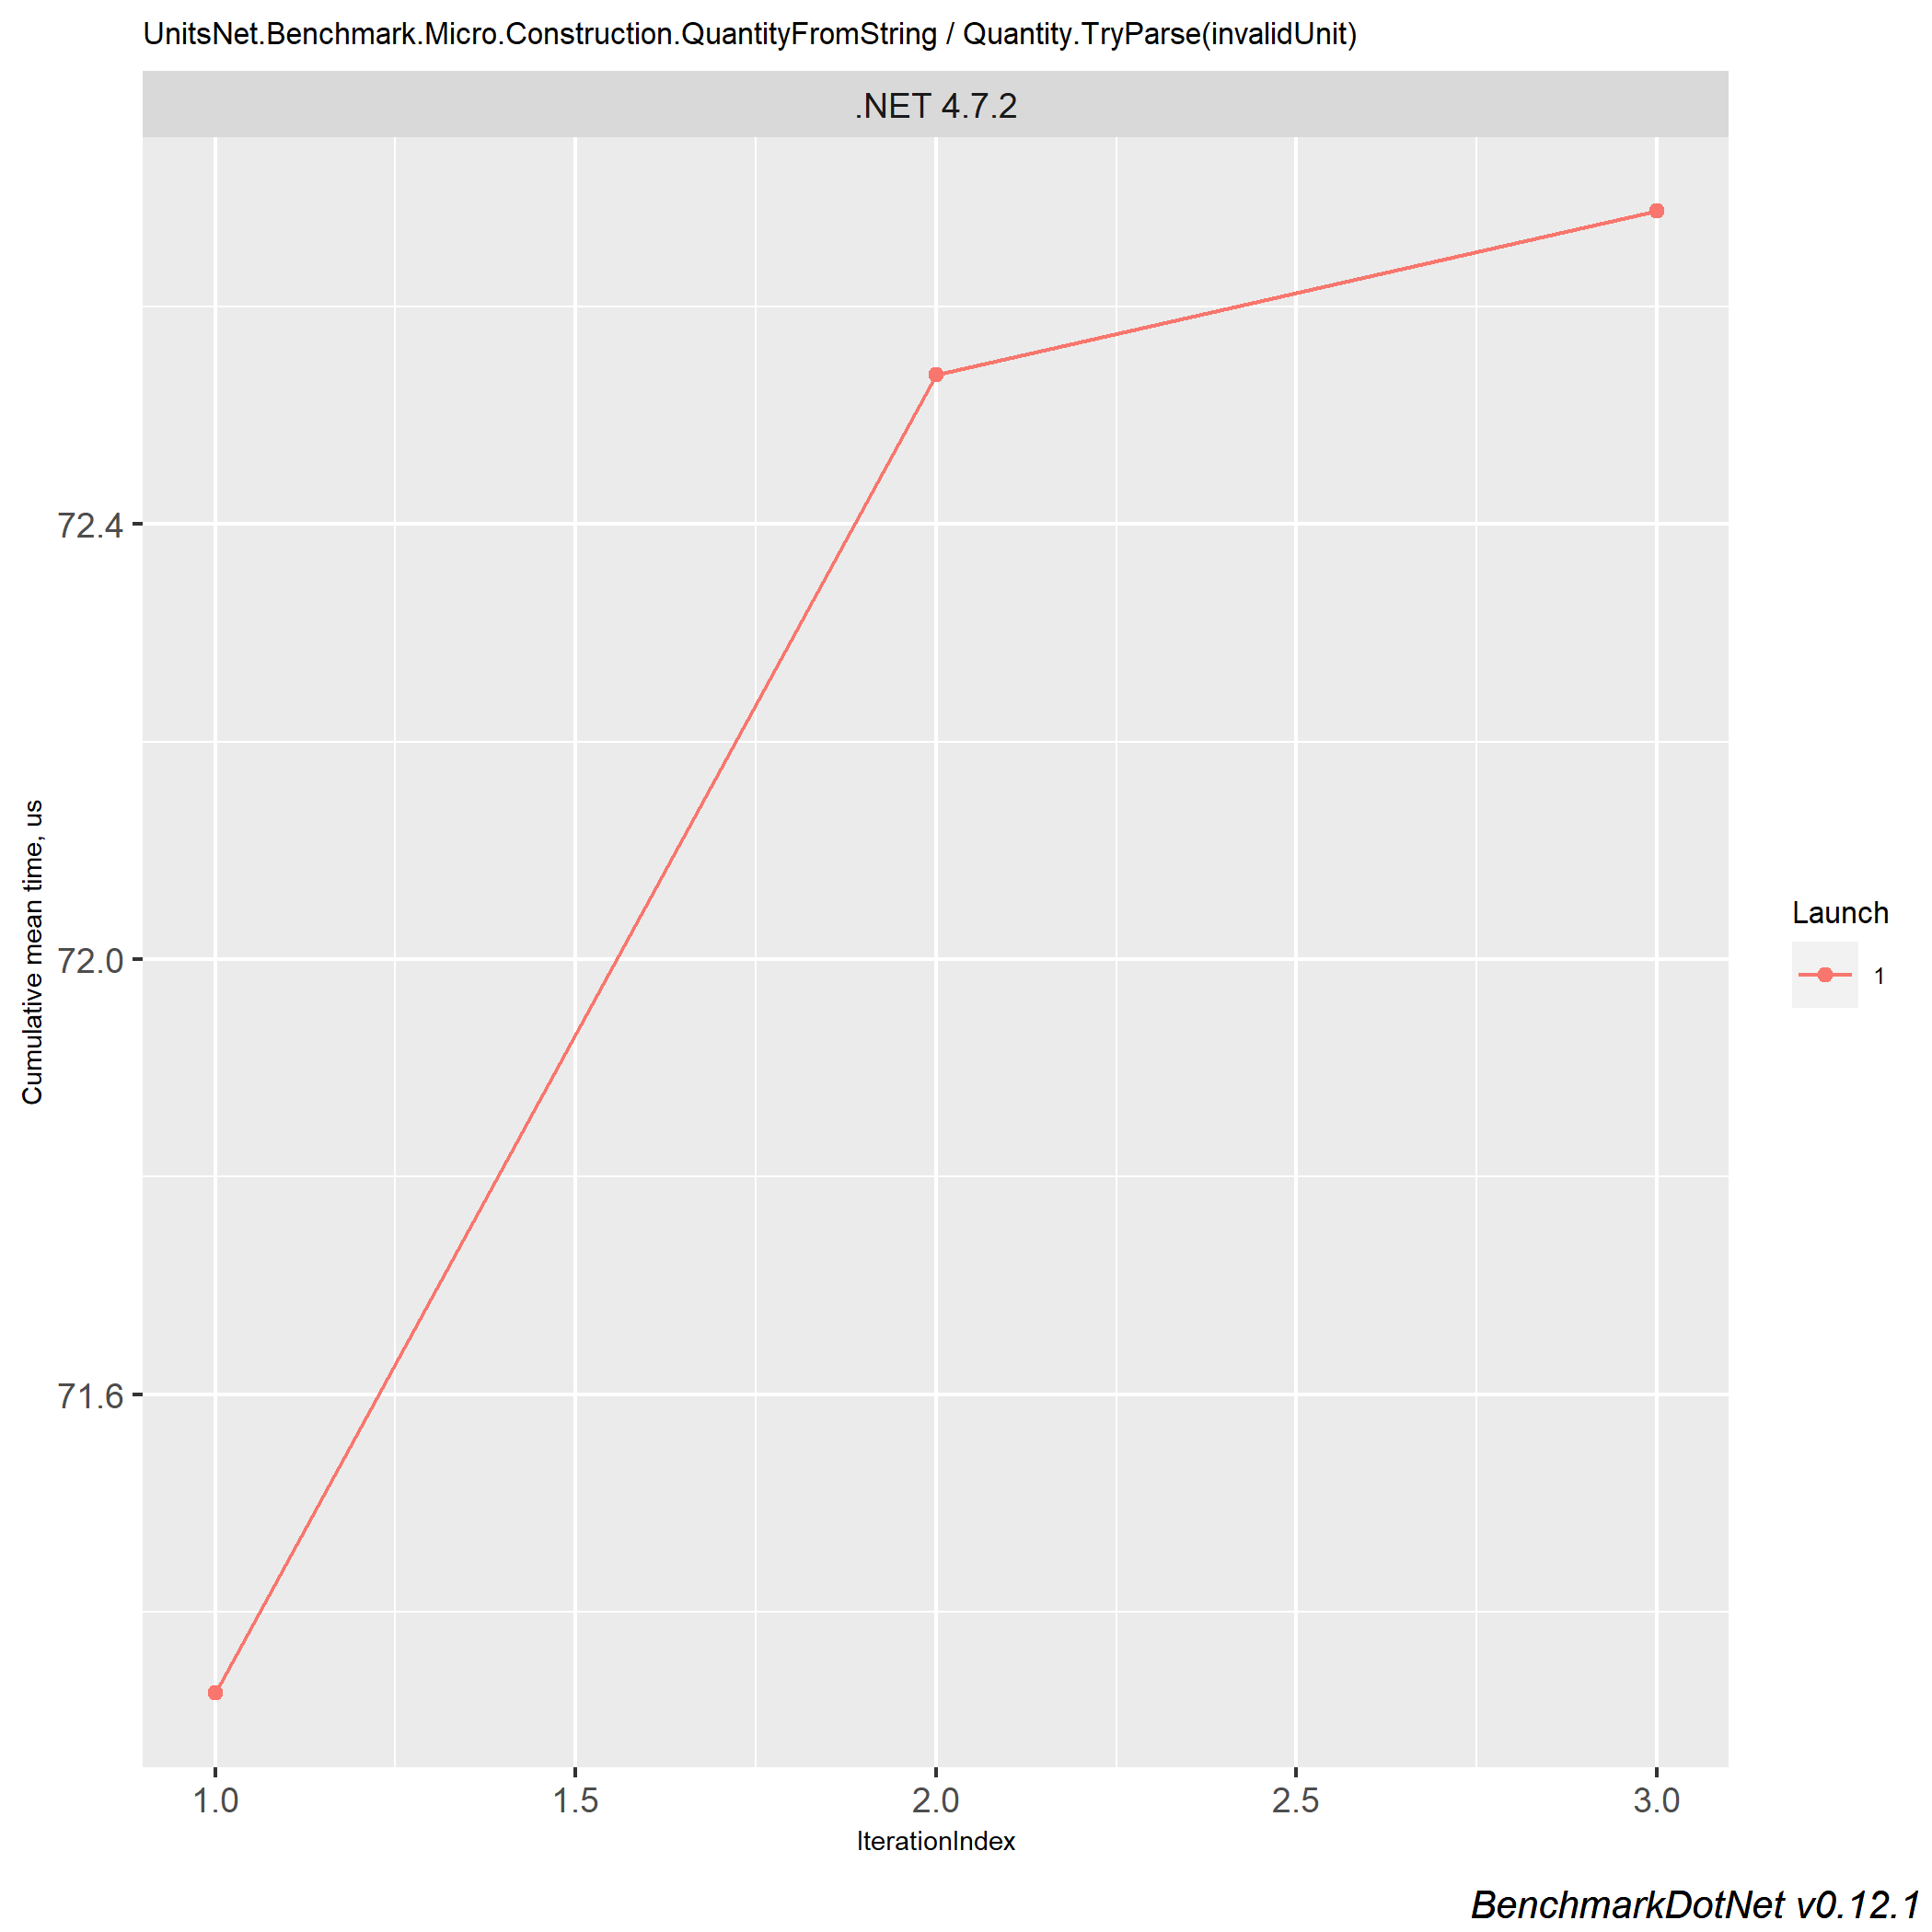 UnitsNet.Benchmark.Micro.Construction.QuantityFromString / Quantity.TryParse(invalidUnit)
.NET 4.7.2
Cumulative mean time, us
72.4
72.0
71.6
1.0
1.5
2.0
2.5
3.0
IterationIndex
Launch
1
BenchmarkDotNet v0.12.1